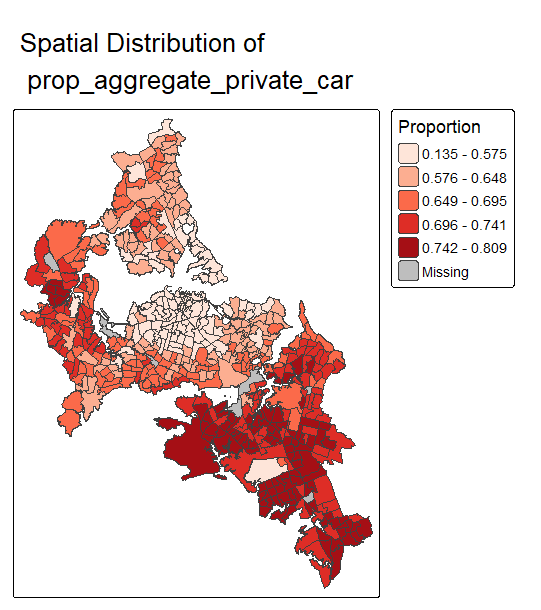 Spatial Distribution of
prop_aggregate_private_car
Proportion
0.135 - 0.575
0.576 - 0.648
0.649 - 0.695
0.696 - 0.741
0.742 - 0.809
Missing